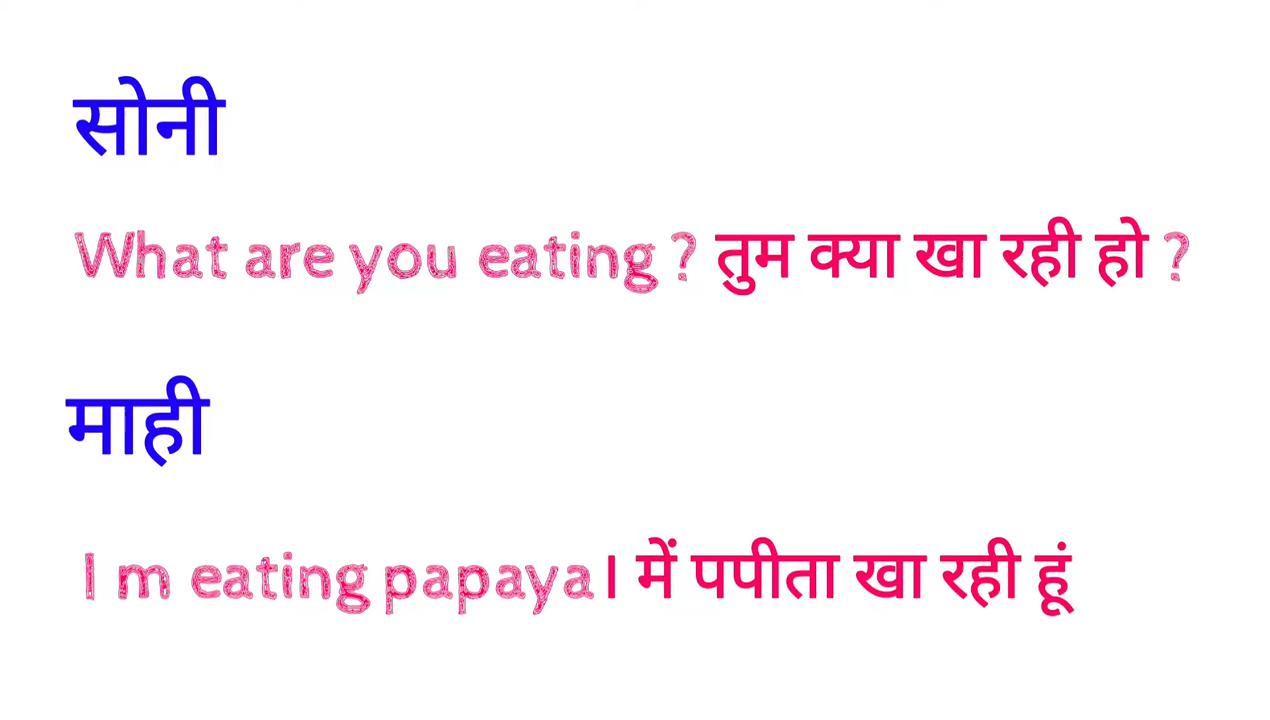 सोनी
What are you eating ? तुम क्या खा रही हो ?
माही
I m eating papaya। में पपीता खा रही हूं